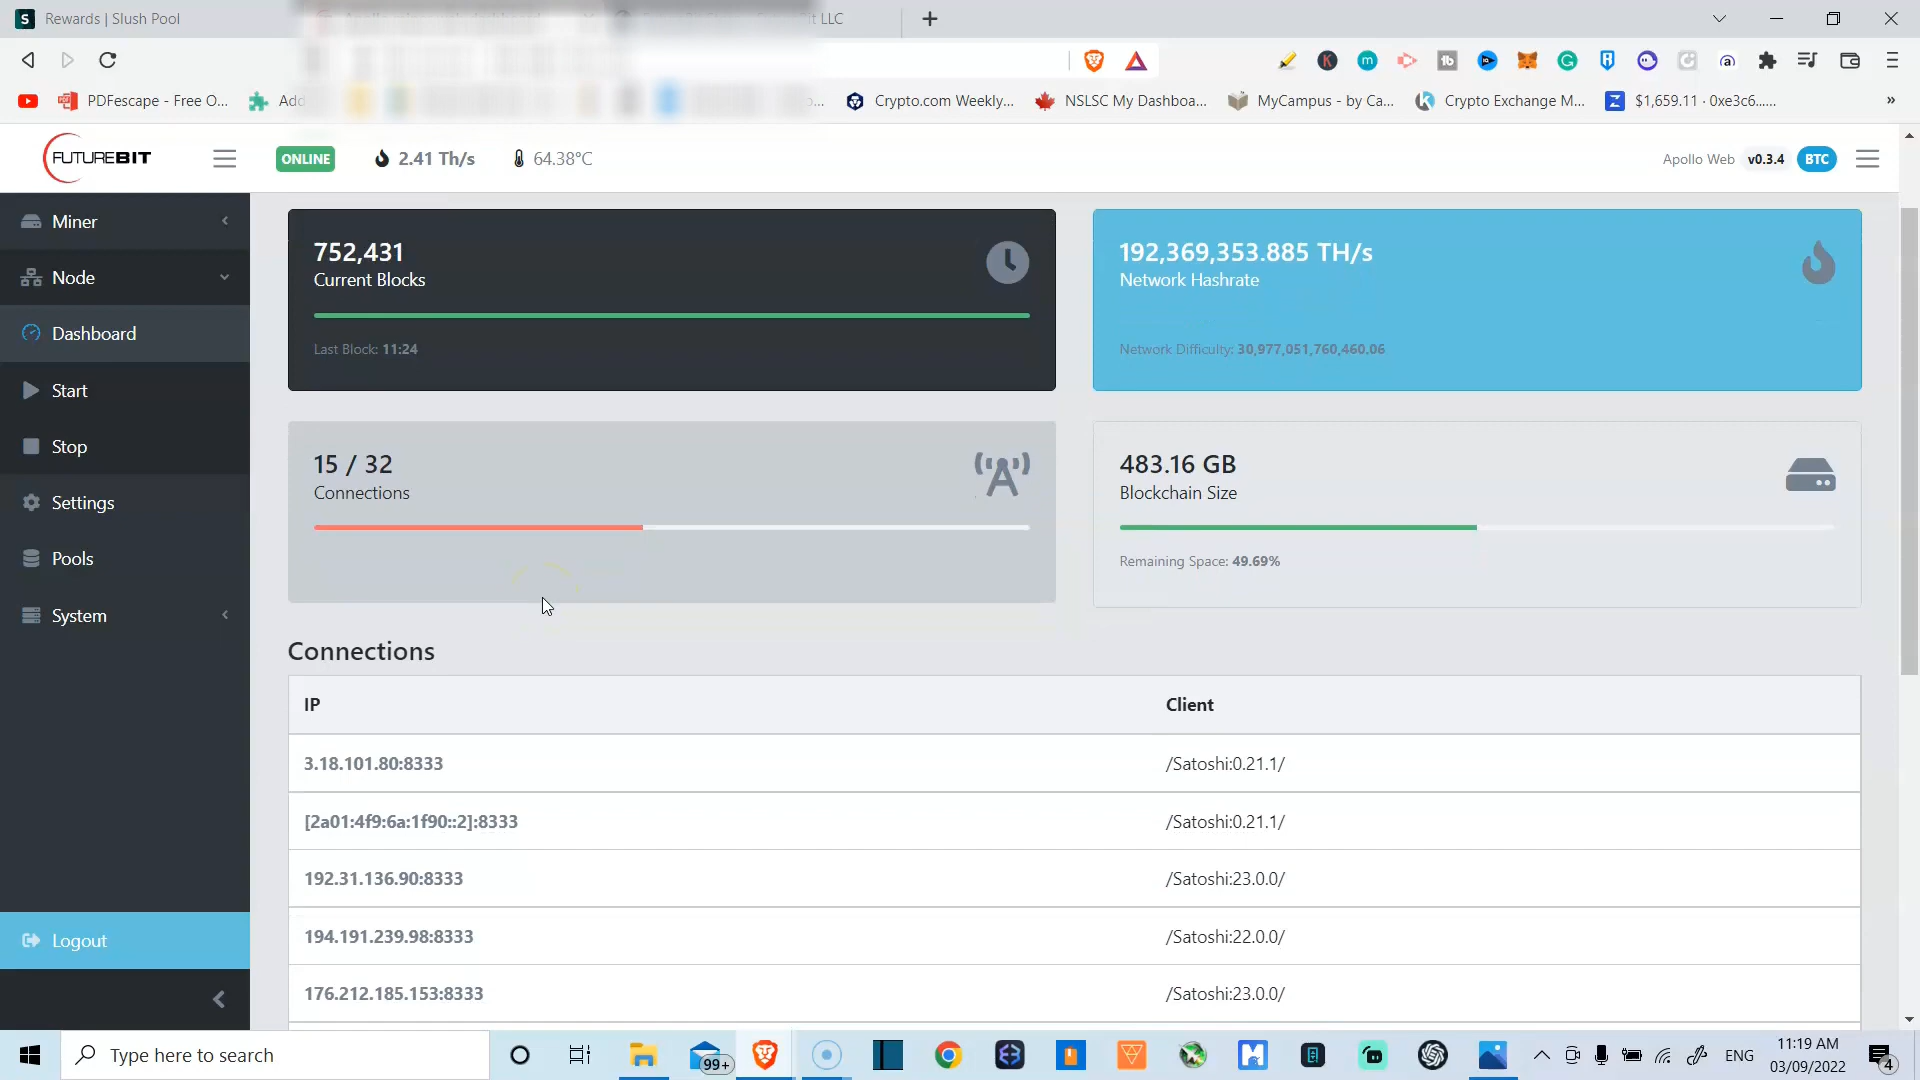 Rewards | Slush Pool
LLC
PDFescape - Free O...
Add
Crypto.com Weekly...
NSLSC My Dashboa...
MyCampus - by Ca...
Crypto Exchange M...
$1,659.11 · 0xe3c6......
»
FUTUREBIT
ONLINE
2.41 Th/s
64.38°C
Apollo Web v0.3.4 BTC
Miner
Node
Dashboard
Start
Stop
Settings
Pools
System
Logout
752,431
Current Blocks
Last Block: 11:24
192,369,353.885 TH/s
Network Hashrate
Network Difficulty: 30,977,051,760,460.06
15 / 32
Connections
483.16 GB
Blockchain Size
Remaining Space: 49.69%
Connections
IP Client
3.18.101.80:8333 /Satoshi:0.21.1/
[2a01:4f9:6a:1f90::2]:8333 /Satoshi:0.21.1/
192.31.136.90:8333 /Satoshi:23.0.0/
194.191.239.98:8333 /Satoshi:22.0.0/
176.212.185.153:8333 /Satoshi:23.0.0/
Type here to search
99+
ENG
11:19 AM
03/09/2022
4